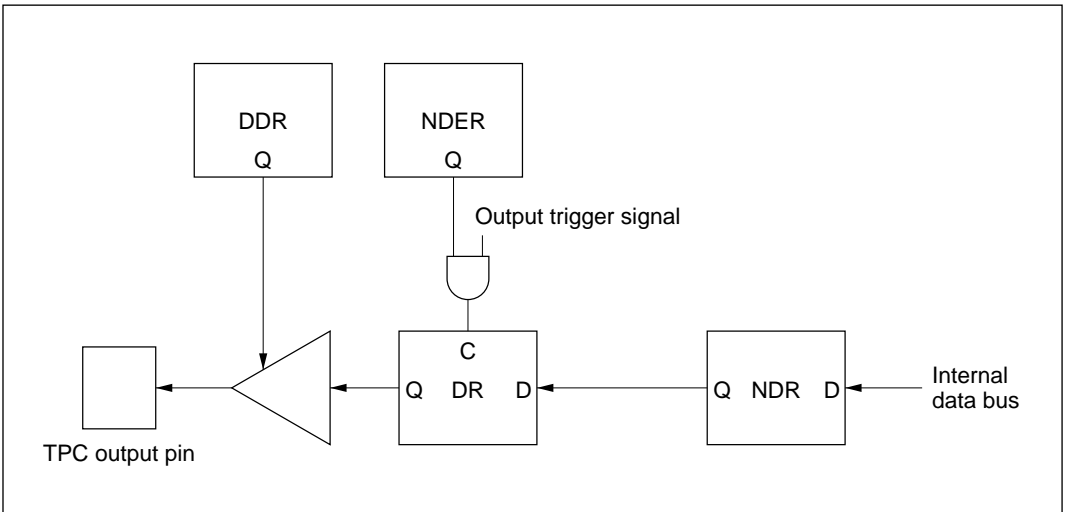 DDR
Q
NDER
Q
Output trigger signal
C
Q DR D
Q NDR D
Internal
data bus
TPC output pin